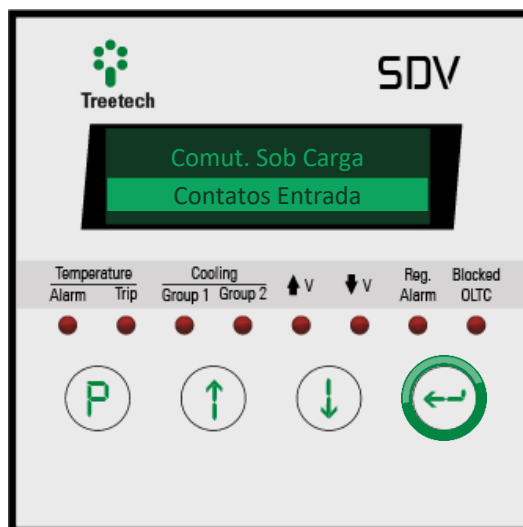 Treetech
SDV
Comut. Sob Carga
Contatos Entrada
Temperature Cooling V V Reg. Blocked
Alarm Trip Group 1 Group 2 Alarm OLTC
P